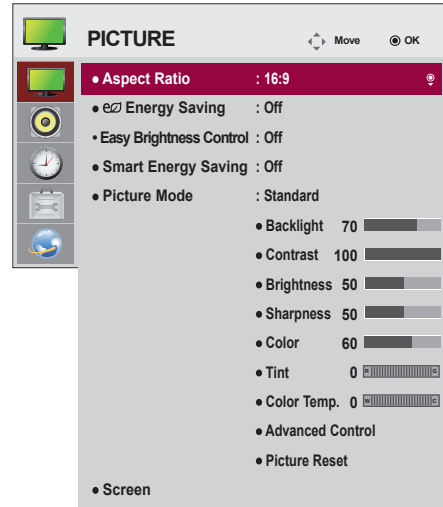 PICTURE Move OK
• Aspect Ratio : 16:9
• Energy Saving : Off
• Easy Brightness Control : Off
• Smart Energy Saving : Off
• Picture Mode : Standard
• Backlight 70
• Contrast 100
• Brightness 50
• Sharpness 50
• Color 60
• Tint 0 R G
• Color Temp. 0 W C
• Advanced Control
• Picture Reset
• Screen